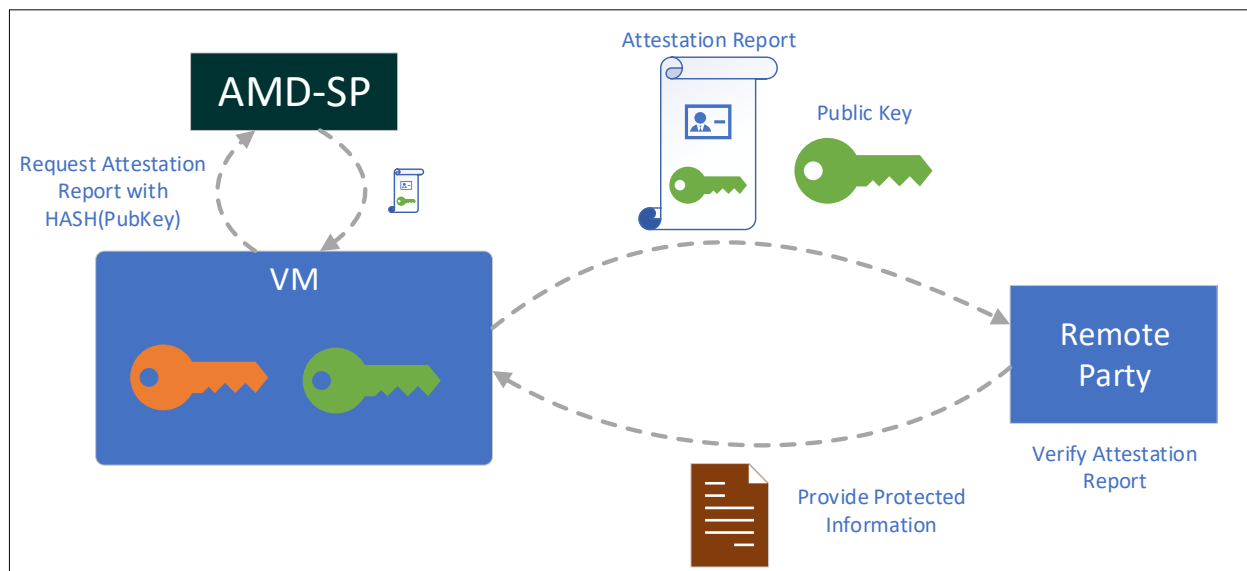 AMD-SP
Request Attestation
Report with
HASH(PubKey)
VM
Attestation Report
Public Key
Remote
Party
Verify Attestation
Report
Provide Protected
Information